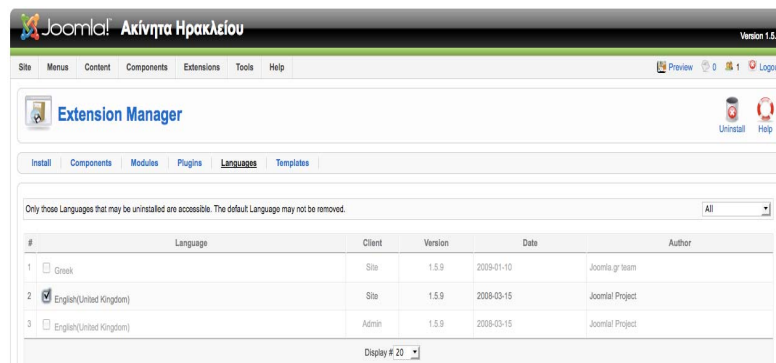 Joomla! Ακίνητα Ηρακλείου
Version 1.5.
Site Menus Content Components Extensions Tools Help Preview 0 1 Logou
Extension Manager
Uninstall Help
Install Components Modules Plugins Languages Templates
Only those Languages that may be uninstalled are accessible. The default Language may not be removed. All
# Language Client Version Date Author
1 Greek Site 1.5.9 2009-01-10 Joomla.gr team
2 English(United Kingdom) Site 1.5.9 2008-03-15 Joomla! Project
3 English(United Kingdom) Admin 1.5.9 2008-03-15 Joomla! Project
Display # 20